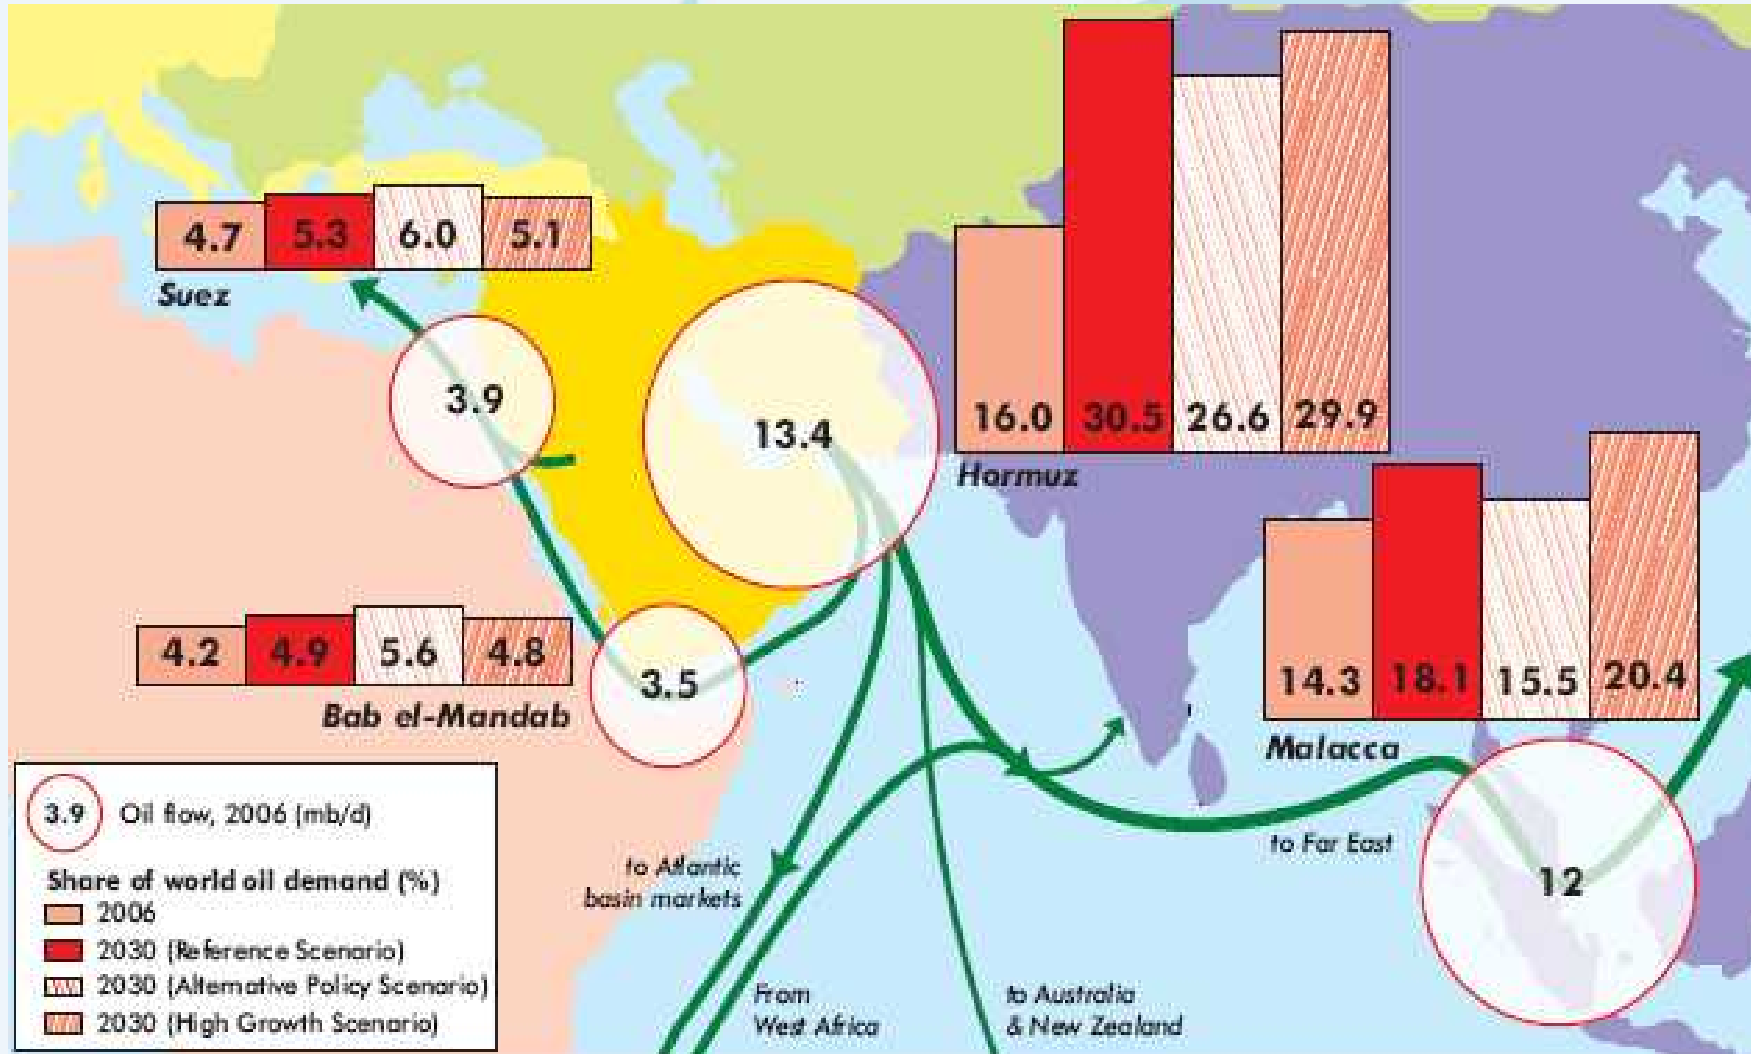 4.7 5.3 6.0 5.1
Suez
3.9
13.4
16.0 30.5 26.6 29.9
Hormuz
14.3 18.1 15.5 20.4
Malacca
4.2 4.9 5.6 4.8
Bab el-Mandab
3.5
12
to Far East
to Atlantic
basin markets
From
West Africa
to Australia
& New Zealand
3.9 Oil flow, 2006 (mb/d)
Share of world oil demand (%)
2006
2030 (Reference Scenario)
2030 (Alternative Policy Scenario)
2030 (High Growth Scenario)